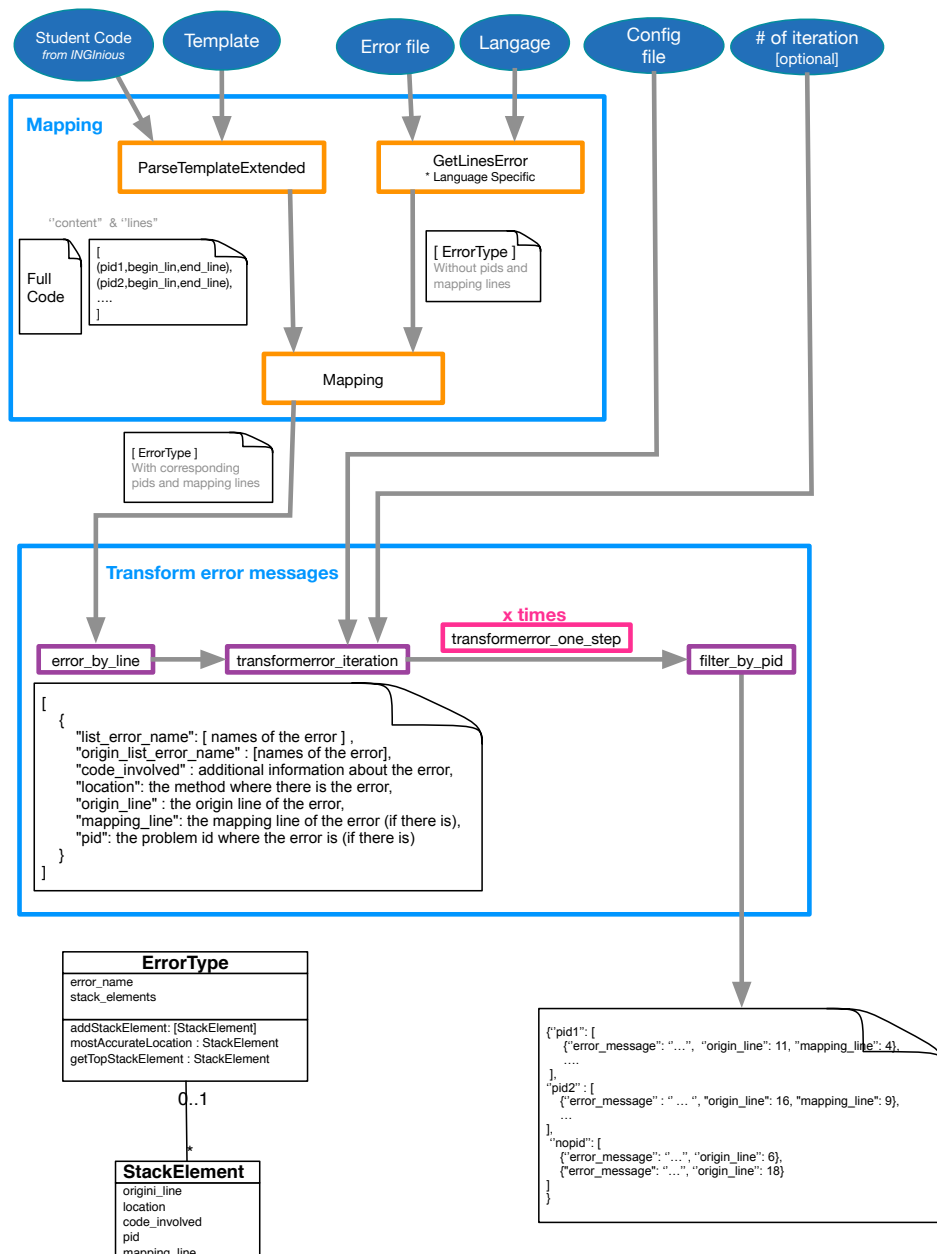 Student Code
from INGInious
Template
Error file
Langage
Config
file
# of iteration
[optional]
Mapping
ParseTemplateExtended
GetLinesError
* Language Specific
‘‘content" & ‘‘lines"
Full
Code
[
(pid1,begin_lin,end_line),
(pid2,begin_lin,end_line),
....
]
[ ErrorType ]
Without pids and
mapping lines
Mapping
[ ErrorType ]
With corresponding
pids and mapping lines
Transform error messages
x times
transformerror_one_step
error_by_line
transformerror_iteration
filter_by_pid
[
{
"list_error_name": [ names of the error ] ,
"origin_list_error_name" : [names of the error],
"code_involved" : additional information about the error,
"location": the method where there is the error,
"origin_line" : the origin line of the error,
"mapping_line": the mapping line of the error (if there is),
"pid": the problem id where the error is (if there is)
}
]
ErrorType
error_name
stack_elements
addStackElement: [StackElement]
mostAccurateLocation : StackElement
getTopStackElement : StackElement
0..1
*
StackElement
origini_line
location
code_involved
pid
mapping_line
{‘‘pid1’’: [
{‘‘error_message’’: ‘‘…’’, ‘‘origin_line’’: 11, ’’mapping_line’’: 4},
….
],
‘‘pid2’’ : [
{‘‘error_message’’ : ‘‘ … ‘‘, "origin_line": 16, "mapping_line": 9},
…
],
‘‘nopid’’: [
{‘‘error_message’’: ‘‘…’’, ‘‘origin_line’’: 6},
{"error_message": ‘‘…’’, ‘‘origin_line’’: 18}
]
}